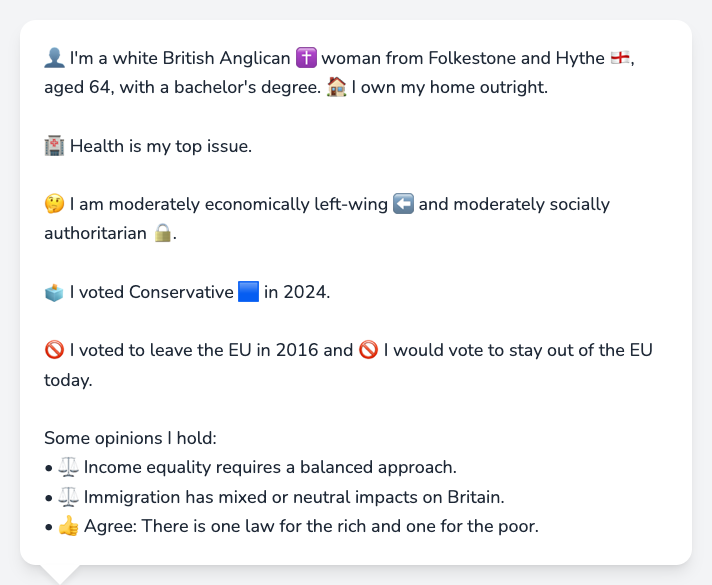 👤 I'm a white British Anglican ✝️ woman from Folkestone and Hythe 🏴󠁧󠁢󠁥󠁮󠁧󠁿,
aged 64, with a bachelor's degree. 🏠 I own my home outright.
🏥 Health is my top issue.
🤔 I am moderately economically left-wing ⬅️ and moderately socially
authoritarian 🔒.
🗳️ I voted Conservative 🟦 in 2024.
🚫 I voted to leave the EU in 2016 and 🚫 I would vote to stay out of the EU
today.
Some opinions I hold:
• ⚖️ Income equality requires a balanced approach.
• ⚖️ Immigration has mixed or neutral impacts on Britain.
• 👍 Agree: There is one law for the rich and one for the poor.